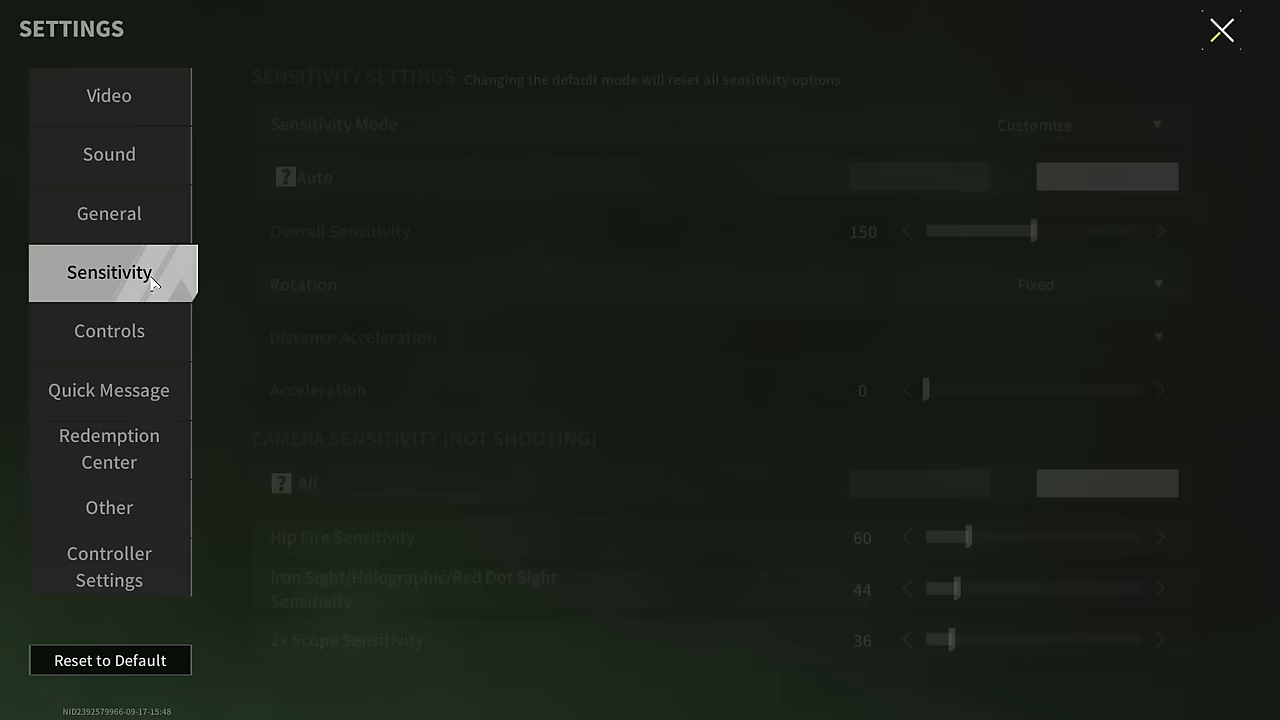 SETTINGS
Video
Sound
General
Sensitivity
Controls
Quick Message
Redemption
Center
Other
Controller
Settings
Reset to Default
NID2392579966-09-17-15:48
SENSITIVITY SETTINGS Changing the default mode will reset all sensitivity options
Sensitivity Mode Customize
? Auto
Overall Sensitivity 150
Rotation Fixed
Distance Acceleration
Acceleration 0
CAMERA SENSITIVITY (NOT SHOOTING)
? All
Hip Fire Sensitivity 60
Iron Sight/Holographic/Red Dot Sight
Sensitivity 44
2x Scope Sensitivity 36